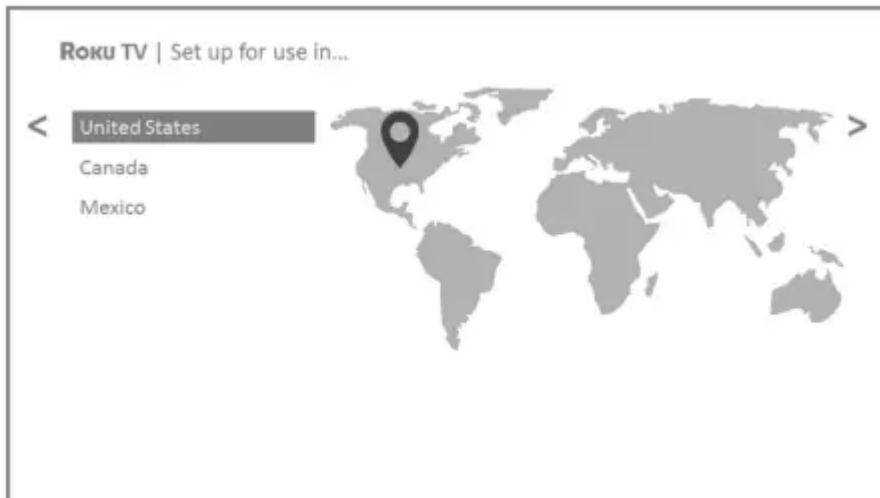 ROKU TV | Set up for use in...
<
United States
>
Canada
Mexico